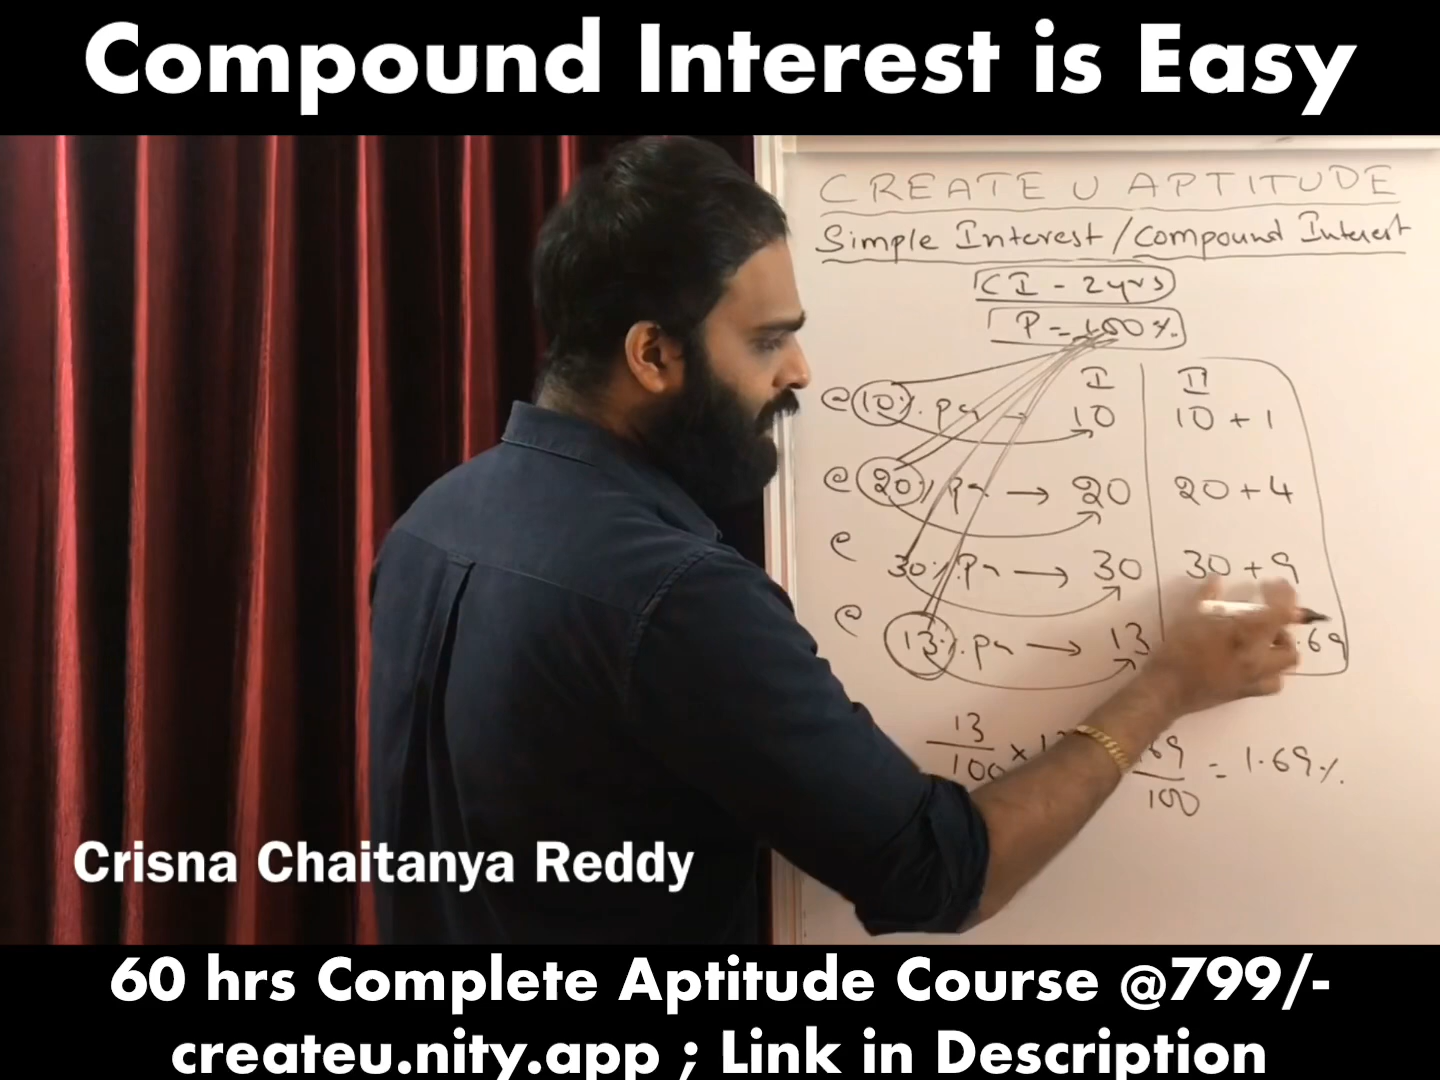 Compound Interest is Easy
CREATE U APTITUDE
Simple Interest / Compound Interest
CI - 2yrs
P = 100%
I II
@ 10% pa → 10 10 + 1
@ 20% pa → 20 20 + 4
@ 30% pa → 30 30 + 9
@ 13% pa → 13 .69
13/100 × 69/100 = 1.69%
Crisna Chaitanya Reddy
60 hrs Complete Aptitude Course @799/-
createu.nity.app ; Link in Description